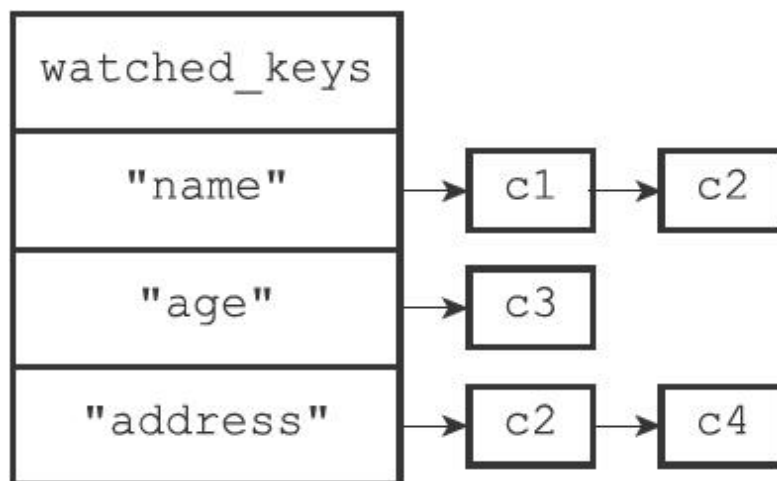 watched_keys
"name" c1 c2
"age" c3
"address" c2 c4